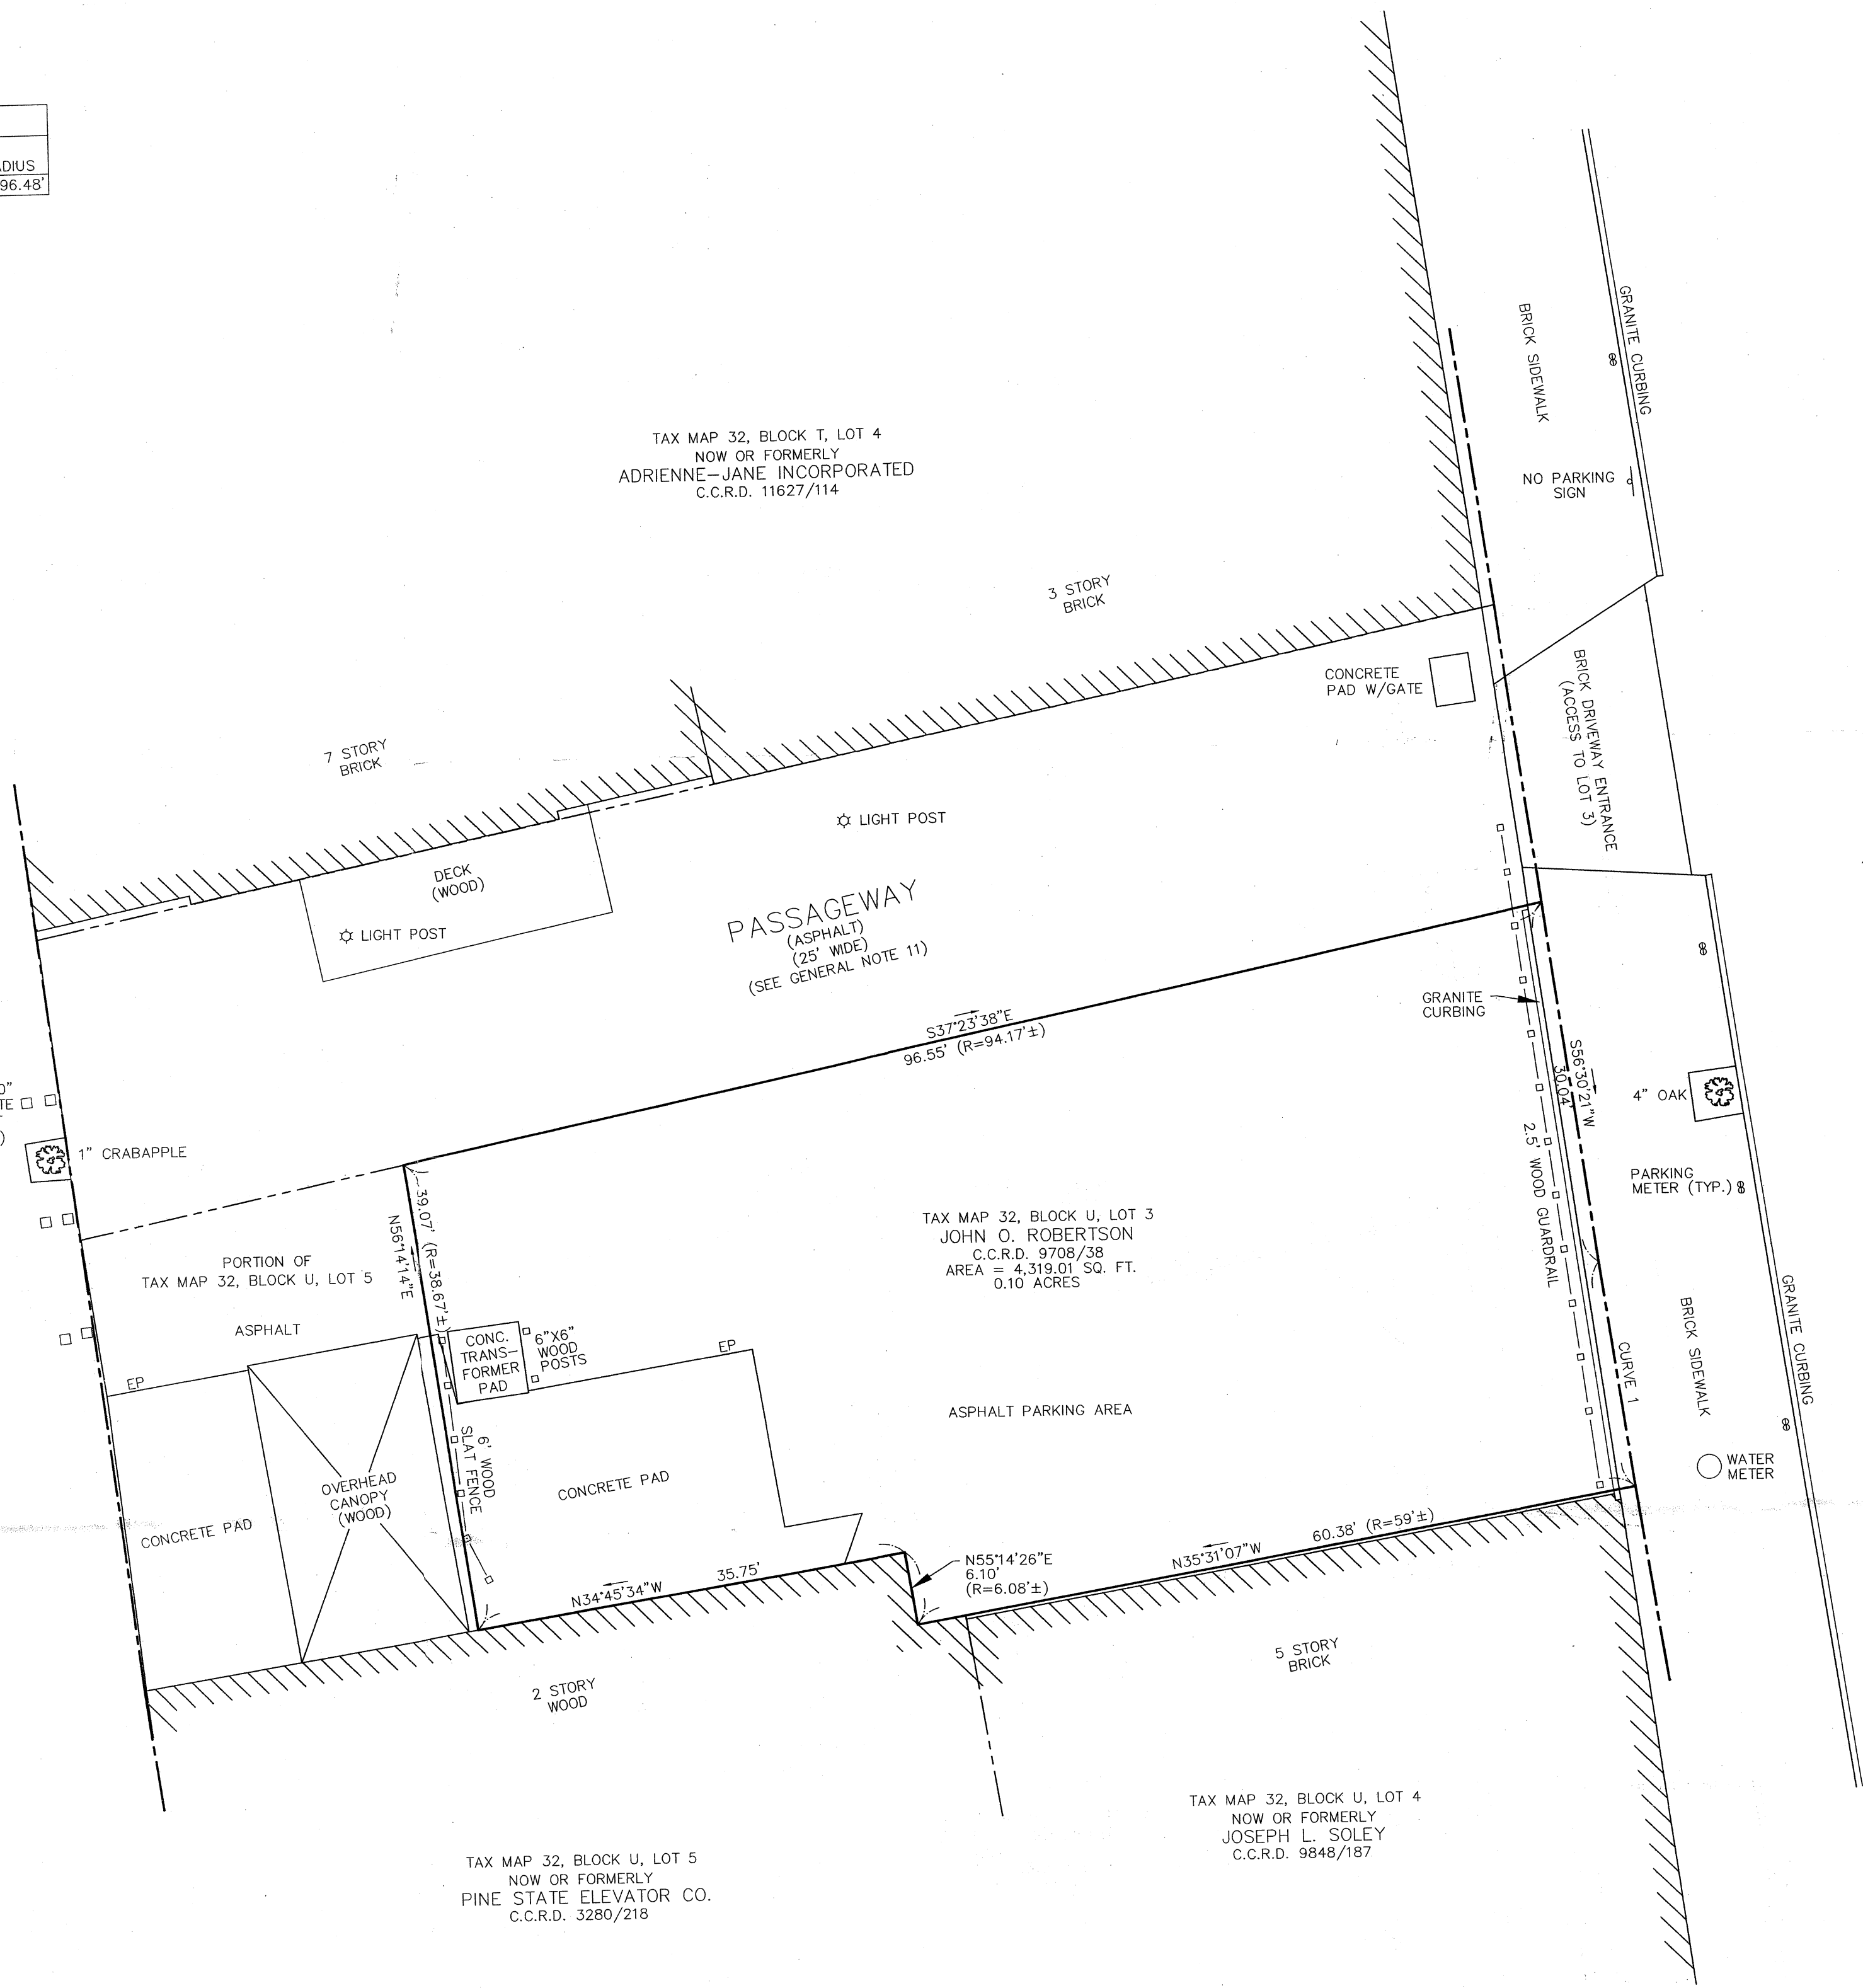 ADIUS
96.48'
TAX MAP 32, BLOCK T, LOT 4
NOW OR FORMERLY
ADRIENNE-JANE INCORPORATED
C.C.R.D. 11627/114
3 STORY
BRICK
7 STORY
BRICK
BRICK SIDEWALK
GRANITE CURBING
NO PARKING
SIGN
CONCRETE
PAD W/GATE
BRICK DRIVEWAY ENTRANCE
(ACCESS TO LOT 3)
LIGHT POST
DECK
(WOOD)
LIGHT POST
PASSAGEWAY
(ASPHALT)
(25' WIDE)
(SEE GENERAL NOTE 11)
S37°23'38"E
96.55' (R=94.17'±)
GRANITE
CURBING
S56°30'21"W
30.04'
4" OAK
2.5' WOOD GUARDRAIL
PARKING
METER (TYP.)
0"
TE
)
1" CRABAPPLE
39.07' (R=38.67'±)
N56°14'14"E
PORTION OF
TAX MAP 32, BLOCK U, LOT 5
ASPHALT
TAX MAP 32, BLOCK U, LOT 3
JOHN O. ROBERTSON
C.C.R.D. 9708/38
AREA = 4,319.01 SQ. FT.
0.10 ACRES
CONC.
TRANS-
FORMER
PAD
6"X6"
WOOD
POSTS
EP
EP
ASPHALT PARKING AREA
CURVE 1
BRICK SIDEWALK
GRANITE CURBING
6' WOOD
SLAT FENCE
CONCRETE PAD
OVERHEAD
CANOPY
(WOOD)
CONCRETE PAD
WATER
METER
N55°14'26"E
6.10'
(R=6.08'±)
N35°31'07"W
60.38' (R=59'±)
N34°45'34"W
35.75'
2 STORY
WOOD
5 STORY
BRICK
TAX MAP 32, BLOCK U, LOT 4
NOW OR FORMERLY
JOSEPH L. SOLEY
C.C.R.D. 9848/187
TAX MAP 32, BLOCK U, LOT 5
NOW OR FORMERLY
PINE STATE ELEVATOR CO.
C.C.R.D. 3280/218